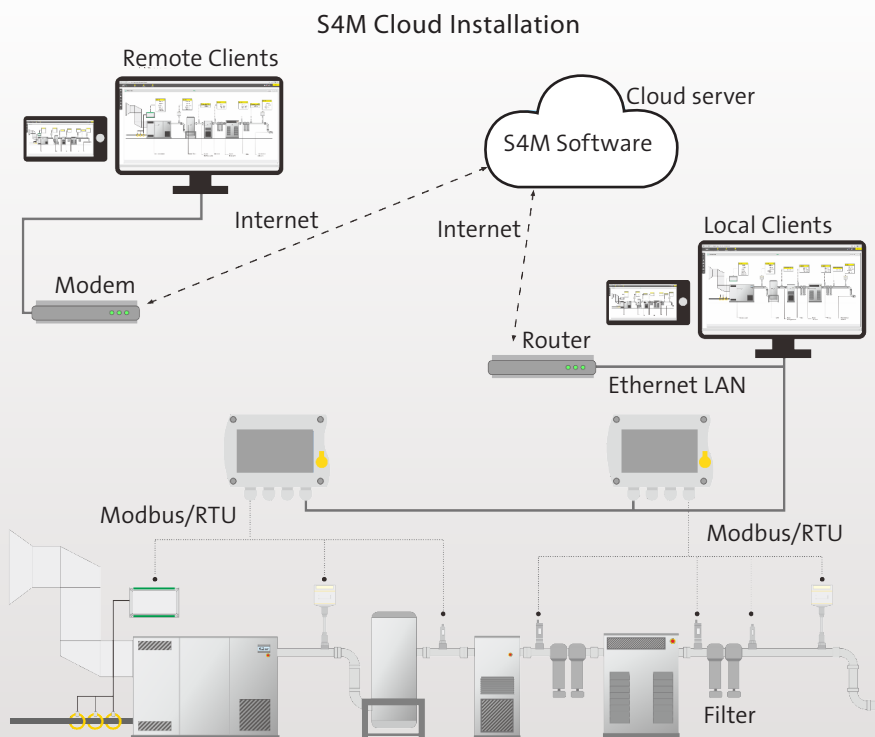 S4M Cloud Installation
Remote Clients
Cloud server
S4M Software
Internet
Internet
Local Clients
Modem
Router
Ethernet LAN
Modbus/RTU
Modbus/RTU
Filter